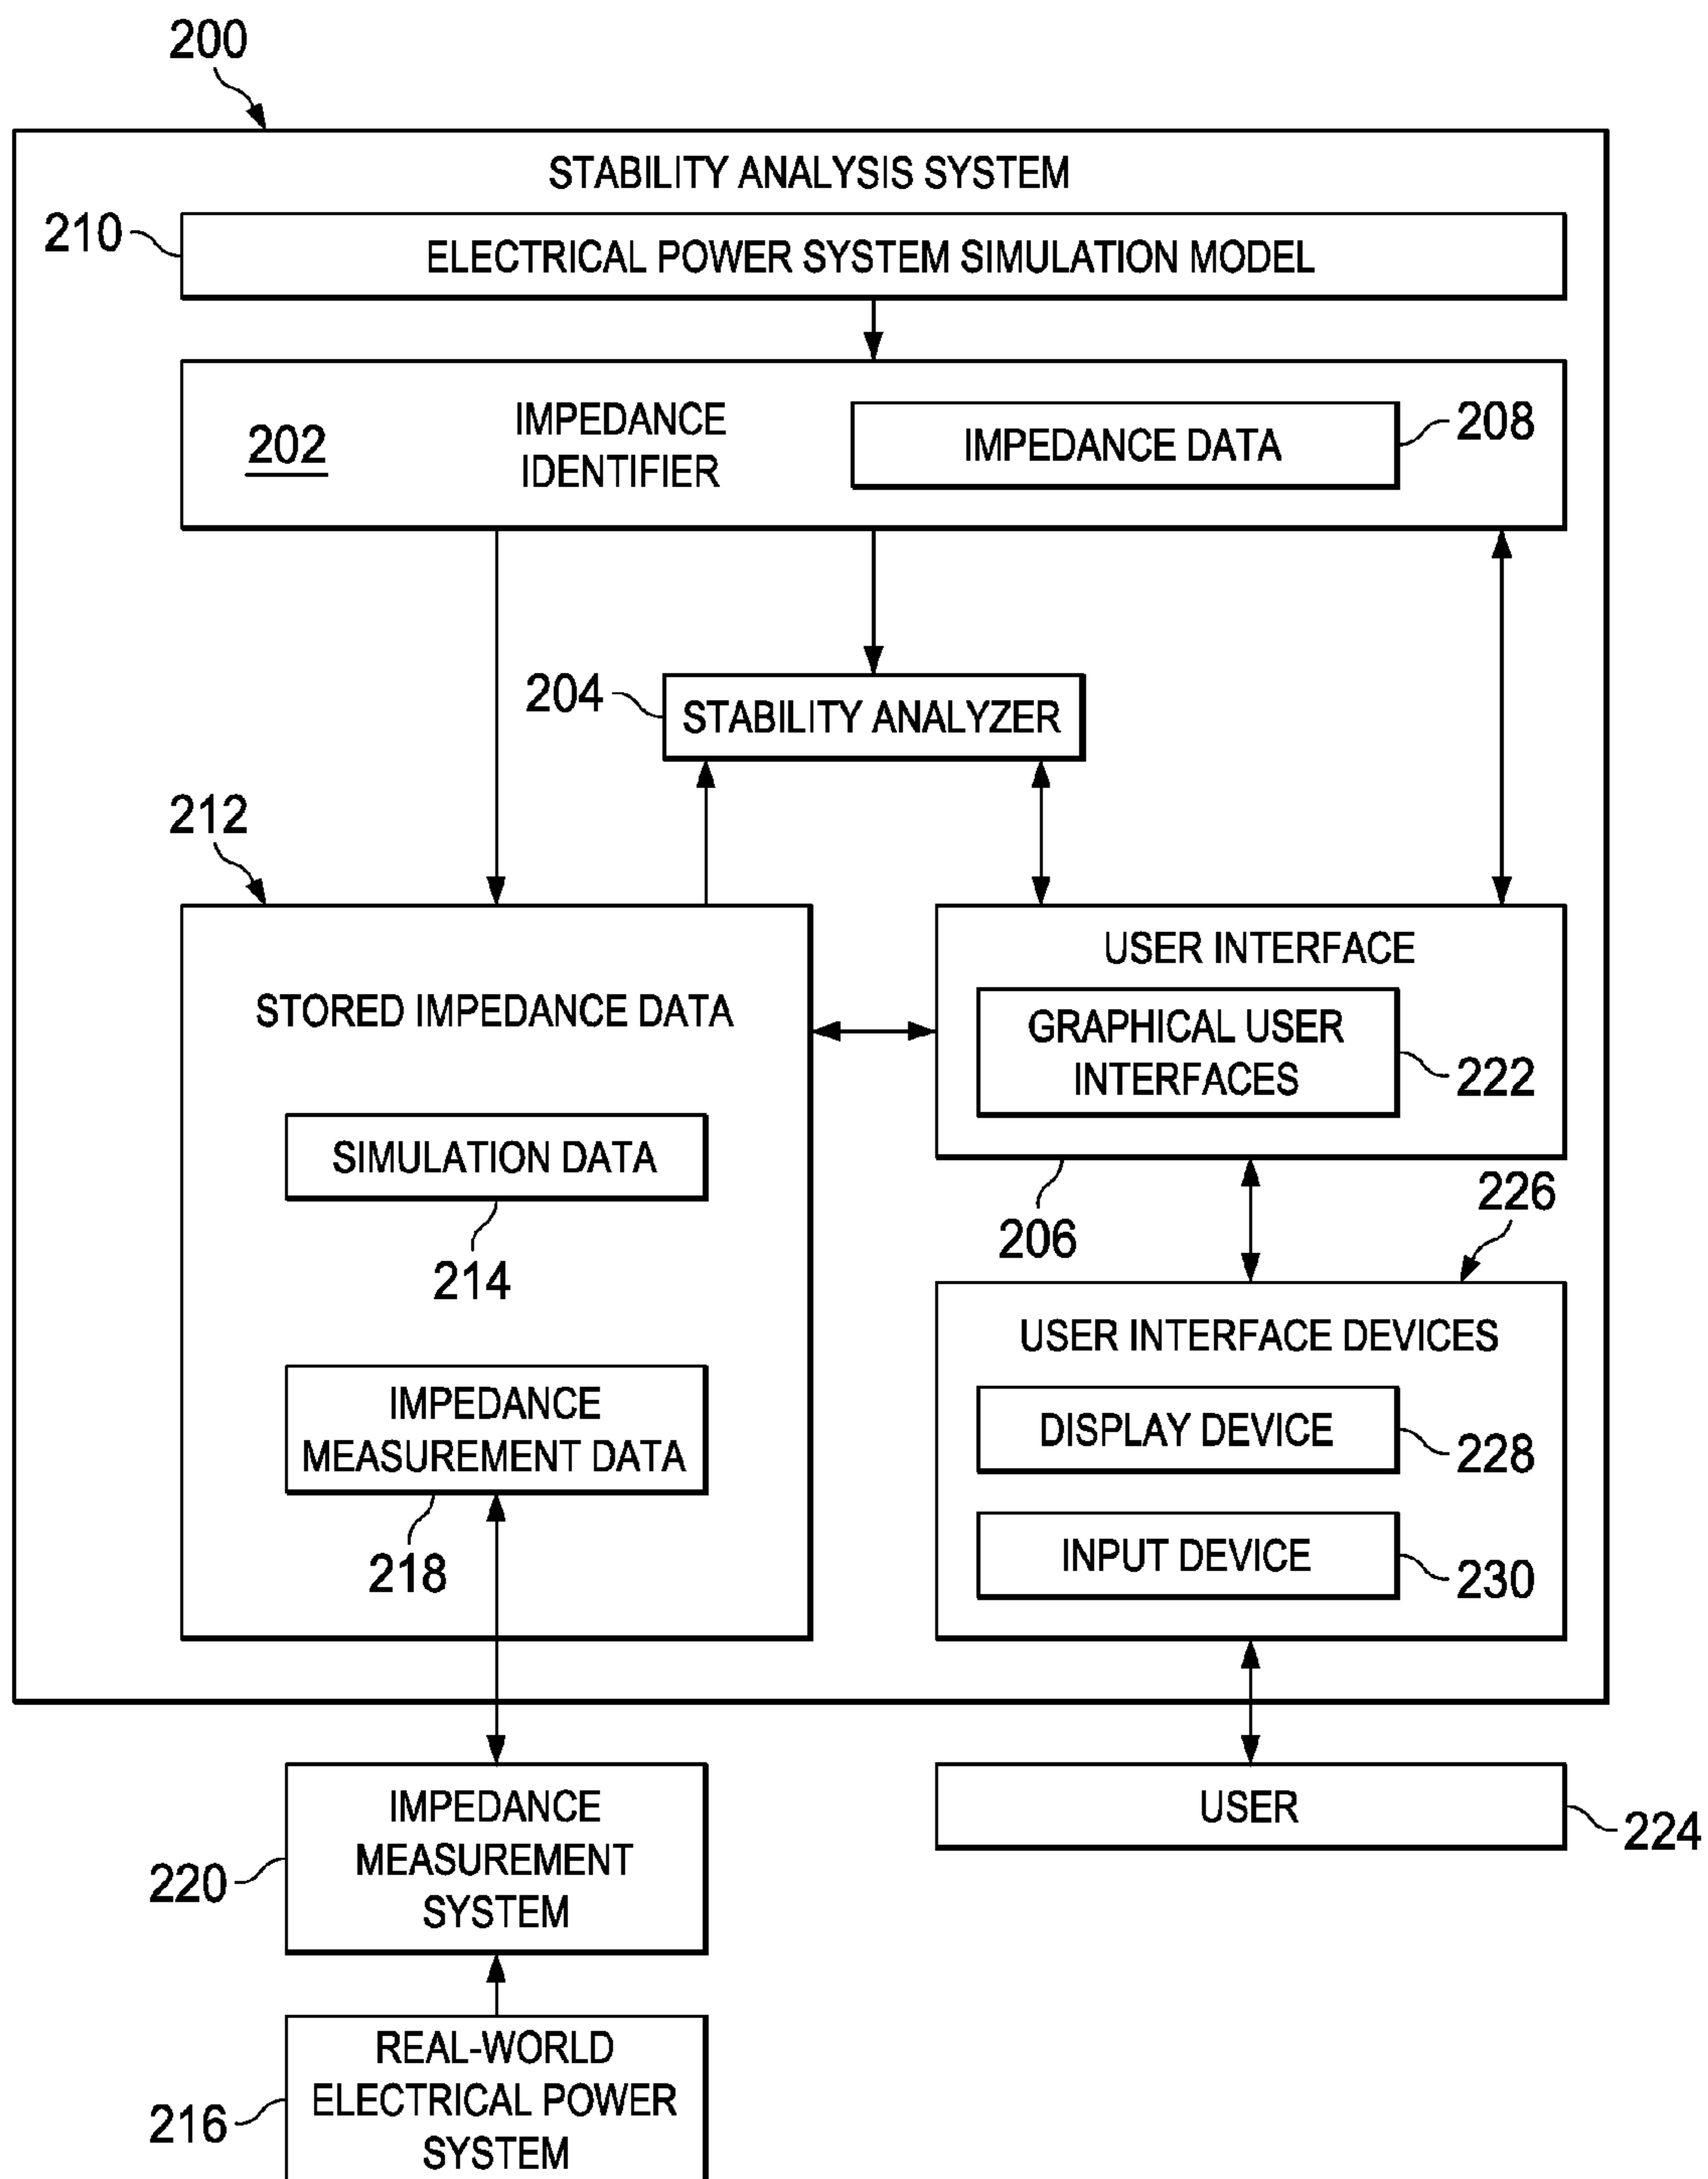 200
STABILITY ANALYSIS SYSTEM
210
ELECTRICAL POWER SYSTEM SIMULATION MODEL
202
IMPEDANCE
IDENTIFIER
IMPEDANCE DATA
208
204
STABILITY ANALYZER
212
STORED IMPEDANCE DATA
SIMULATION DATA
214
IMPEDANCE
MEASUREMENT DATA
218
USER INTERFACE
GRAPHICAL USER
INTERFACES
222
206
226
USER INTERFACE DEVICES
DISPLAY DEVICE
228
INPUT DEVICE
230
IMPEDANCE
MEASUREMENT
SYSTEM
220
USER
224
REAL-WORLD
ELECTRICAL POWER
SYSTEM
216